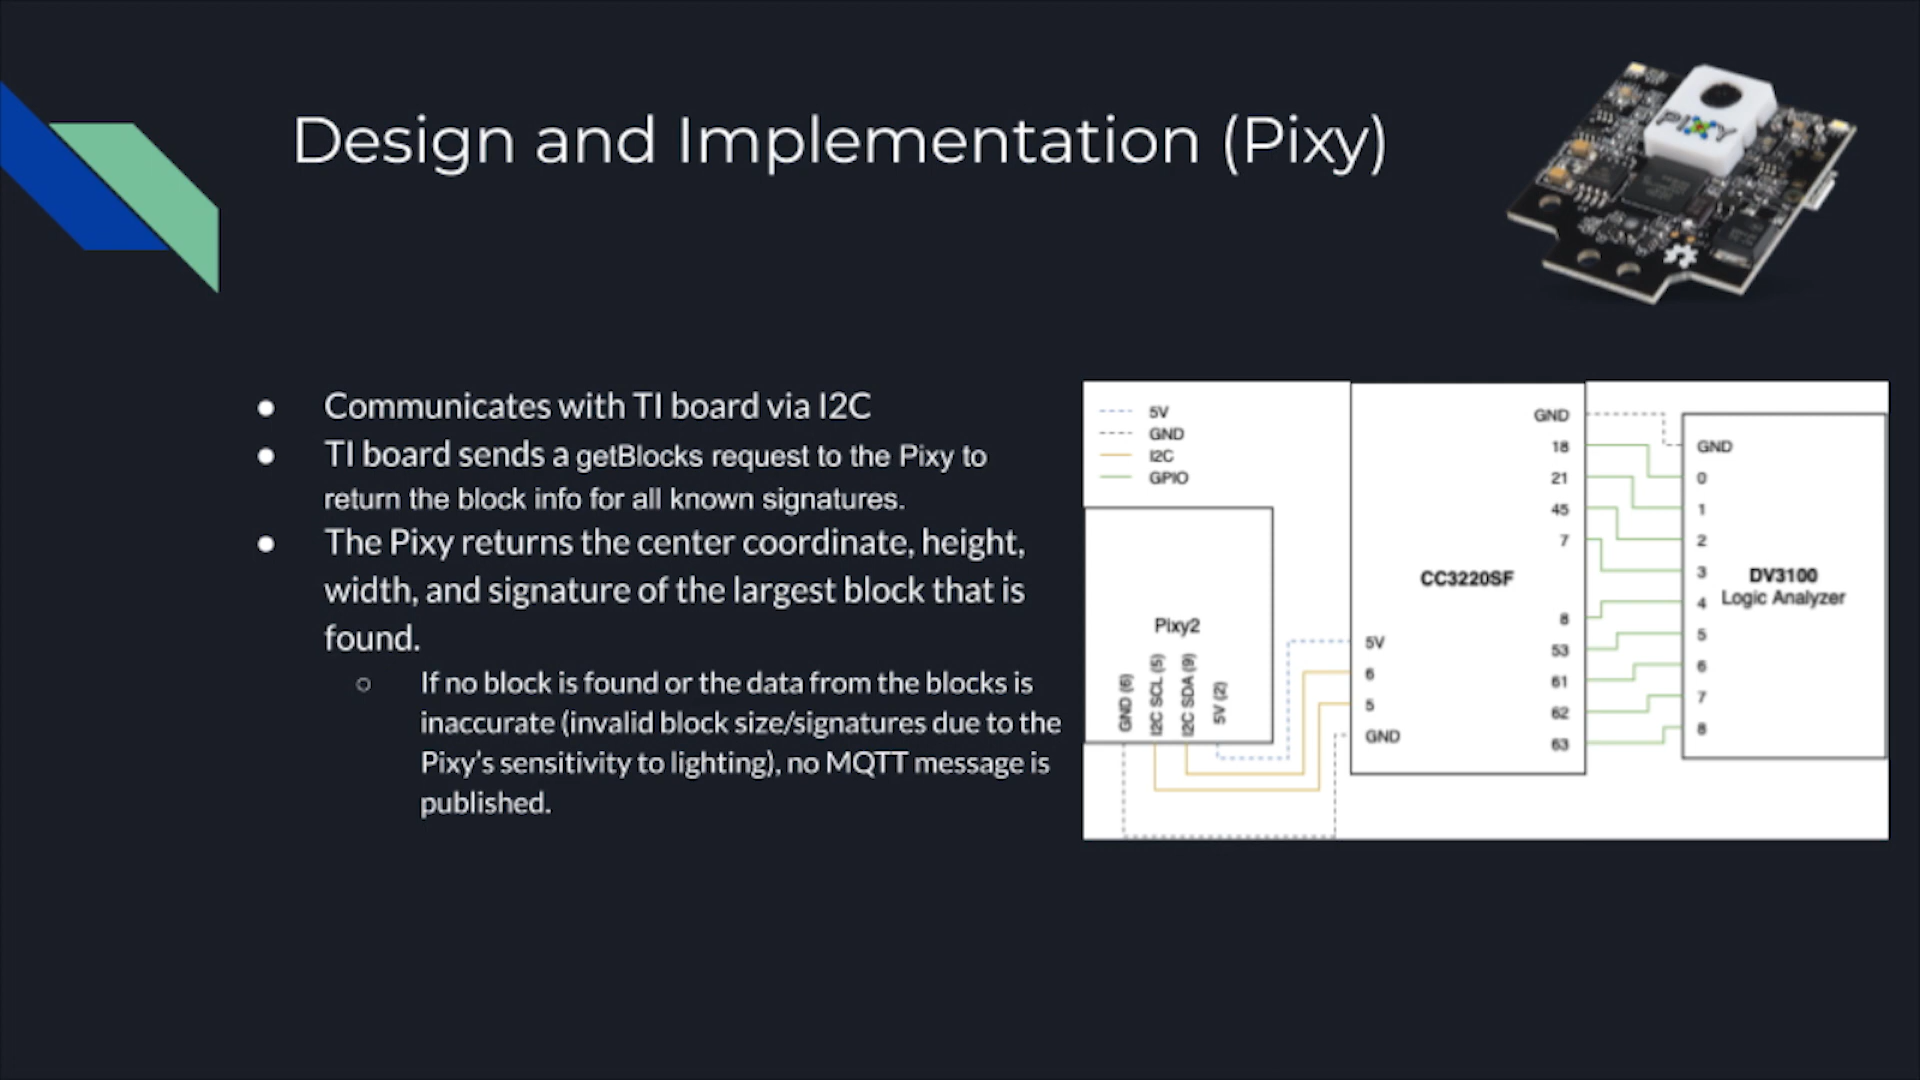 Design and Implementation (Pixy)
PIXY
● Communicates with TI board via I2C
● TI board sends a getBlocks request to the Pixy to
return the block info for all known signatures.
● The Pixy returns the center coordinate, height,
width, and signature of the largest block that is
found.
○ If no block is found or the data from the blocks is
inaccurate (invalid block size/signatures due to the
Pixy's sensitivity to lighting), no MQTT message is
published.
5V
GND
I2C
GPIO
Pixy2
GND (6)
I2C SCL (5)
I2C SDA (9)
5V (2)
5V
6
5
GND
CC3220SF
GND
18
21
45
7
8
53
61
62
63
GND
0
1
2
3
4
5
6
7
8
DV3100
Logic Analyzer